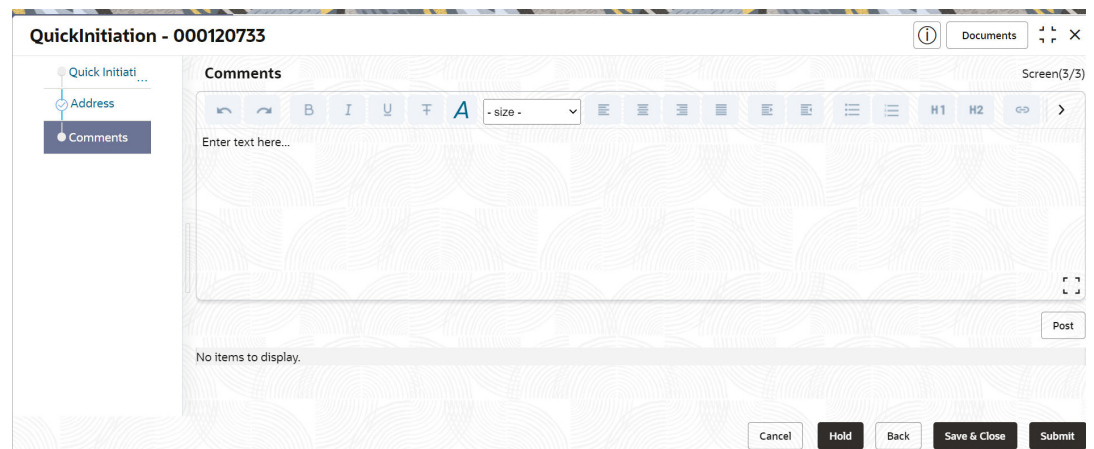 QuickInitiation - 000120733
Documents
Quick Initiati...
Address
Comments
Comments
Screen(3/3)
B I U T A - size - H1 H2
Enter text here...
Post
No items to display.
Cancel Hold Back Save & Close Submit